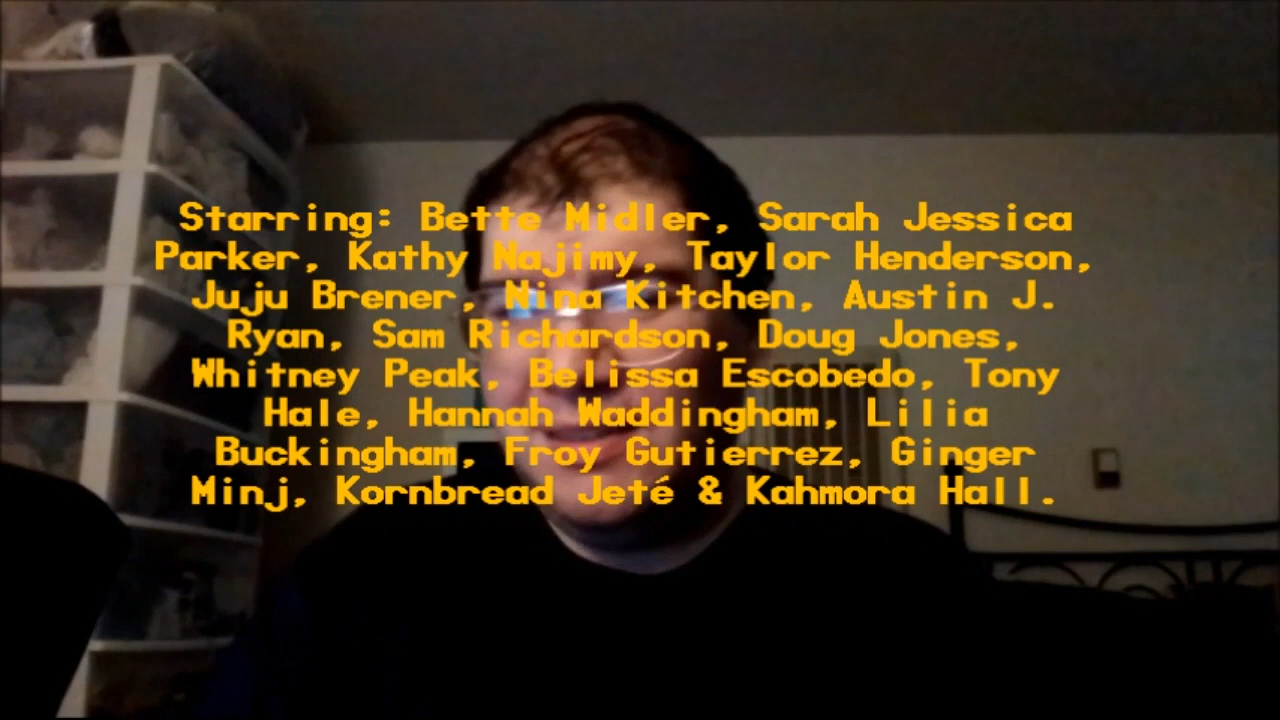 Starring: Bette Midler, Sarah Jessica
Parker, Kathy Najimy, Taylor Henderson,
Juju Brener, Nina Kitchen, Austin J.
Ryan, Sam Richardson, Doug Jones,
Whitney Peak, Belissa Escobedo, Tony
Hale, Hannah Waddingham, Lilia
Buckingham, Froy Gutierrez, Ginger
Minj, Kornbread Jeté & Kahmora Hall.